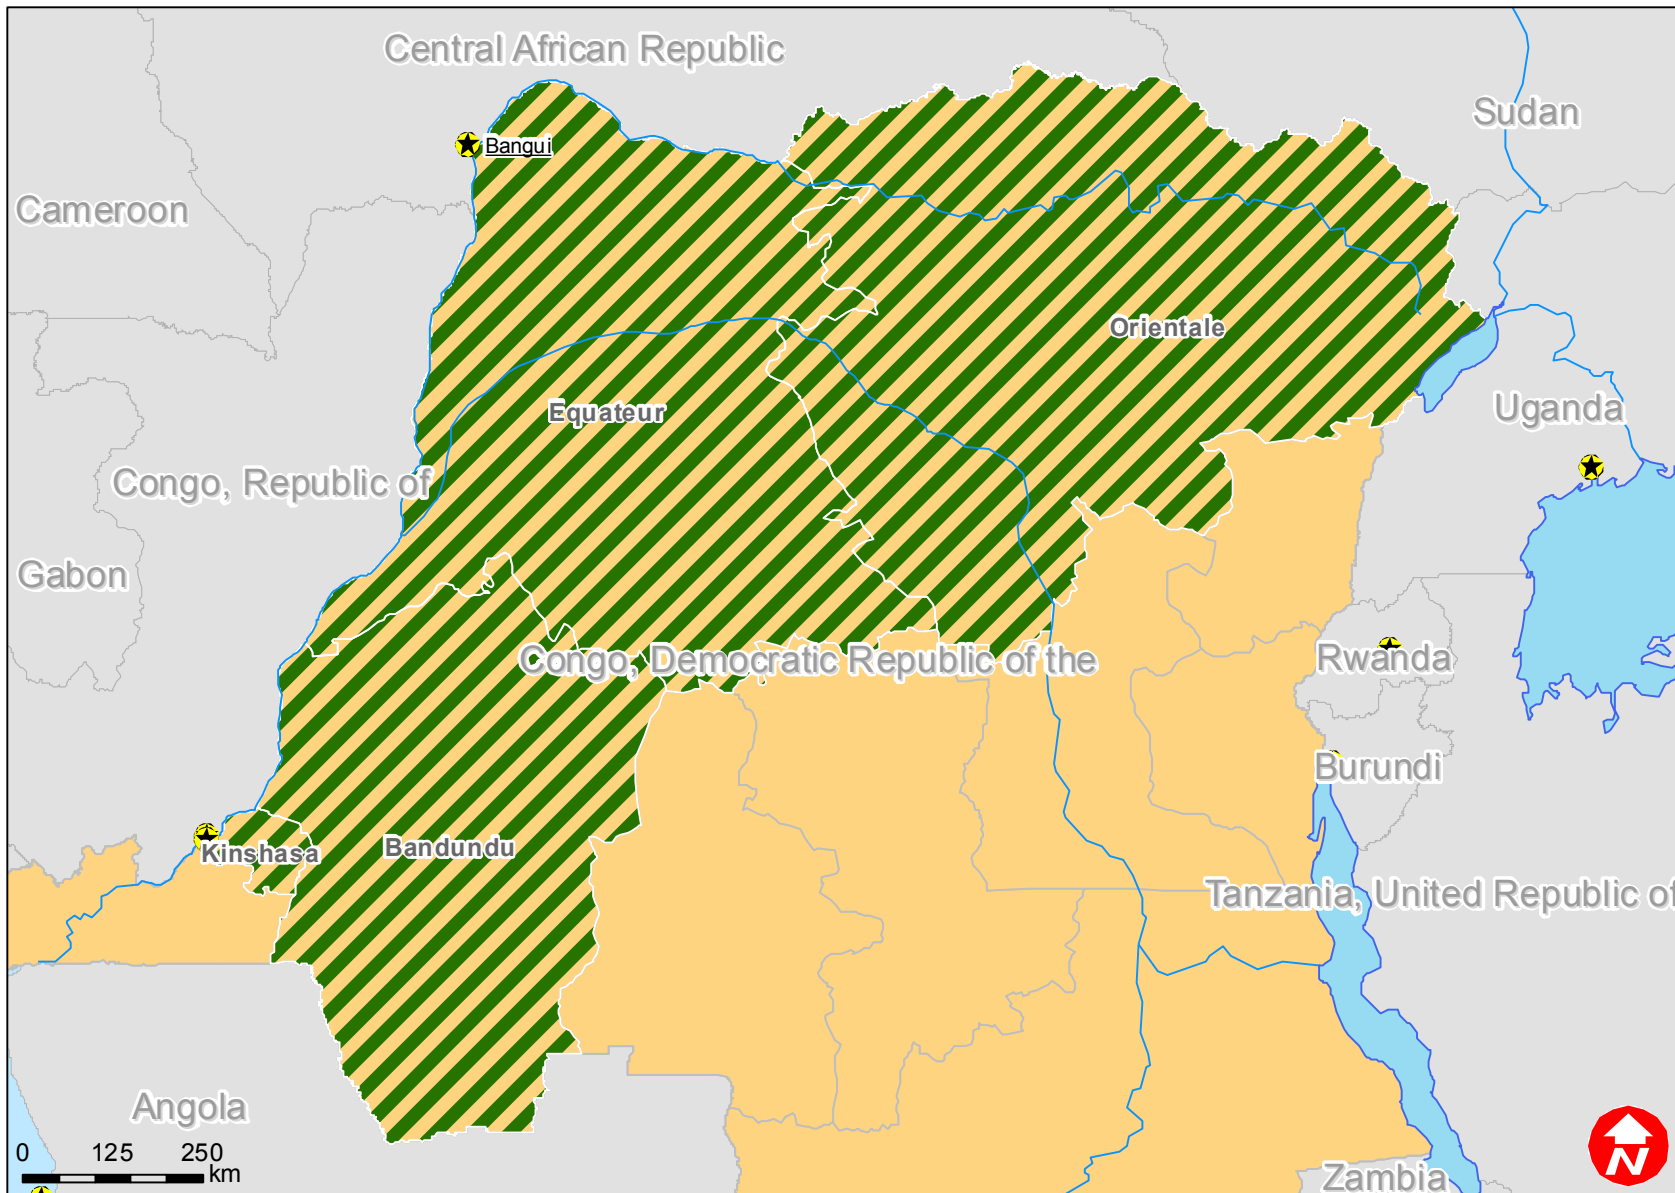 Central African Republic
Sudan
Bangui
Cameroon
Orientale
Equateur
Uganda
Congo, Republic of
Gabon
Congo, Democratic Republic of the
Rwanda
Burundi
Kinshasa
Bandundu
Tanzania, United Republic of
Angola
0 125 250
km
Zambia
N